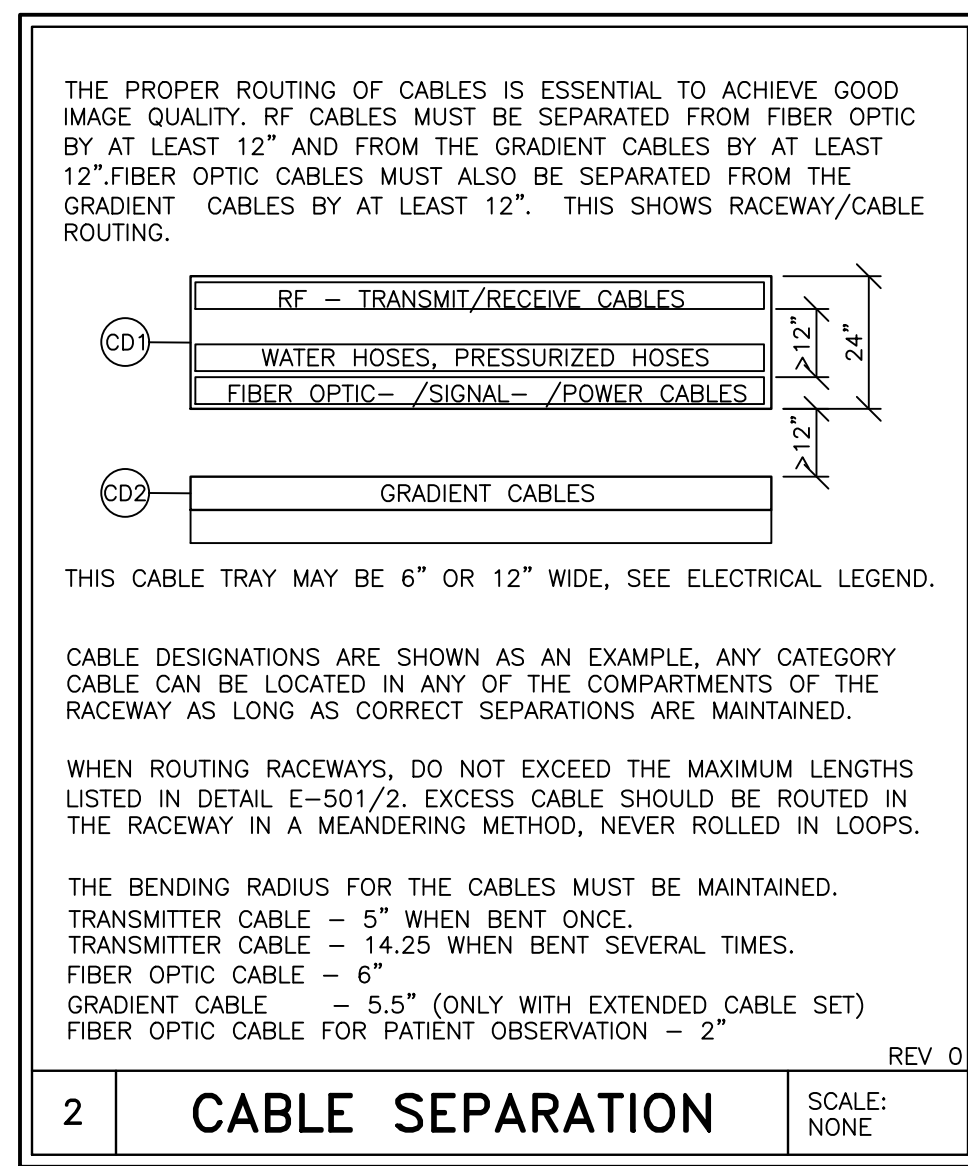 THE PROPER ROUTING OF CABLES IS ESSENTIAL TO ACHIEVE GOOD
IMAGE QUALITY. RF CABLES MUST BE SEPARATED FROM FIBER OPTIC
BY AT LEAST 12" AND FROM THE GRADIENT CABLES BY AT LEAST
12".FIBER OPTIC CABLES MUST ALSO BE SEPARATED FROM THE
GRADIENT CABLES BY AT LEAST 12". THIS SHOWS RACEWAY/CABLE
ROUTING.
RF – TRANSMIT/RECEIVE CABLES
CD1
WATER HOSES, PRESSURIZED HOSES
>12"
24"
FIBER OPTIC– /SIGNAL– /POWER CABLES
>12"
CD2
GRADIENT CABLES
THIS CABLE TRAY MAY BE 6" OR 12" WIDE, SEE ELECTRICAL LEGEND.
CABLE DESIGNATIONS ARE SHOWN AS AN EXAMPLE, ANY CATEGORY
CABLE CAN BE LOCATED IN ANY OF THE COMPARTMENTS OF THE
RACEWAY AS LONG AS CORRECT SEPARATIONS ARE MAINTAINED.
WHEN ROUTING RACEWAYS, DO NOT EXCEED THE MAXIMUM LENGTHS
LISTED IN DETAIL E–501/2. EXCESS CABLE SHOULD BE ROUTED IN
THE RACEWAY IN A MEANDERING METHOD, NEVER ROLLED IN LOOPS.
THE BENDING RADIUS FOR THE CABLES MUST BE MAINTAINED.
TRANSMITTER CABLE – 5" WHEN BENT ONCE.
TRANSMITTER CABLE – 14.25 WHEN BENT SEVERAL TIMES.
FIBER OPTIC CABLE – 6"
GRADIENT CABLE – 5.5" (ONLY WITH EXTENDED CABLE SET)
FIBER OPTIC CABLE FOR PATIENT OBSERVATION – 2"
REV 0
2
CABLE SEPARATION
SCALE:
NONE